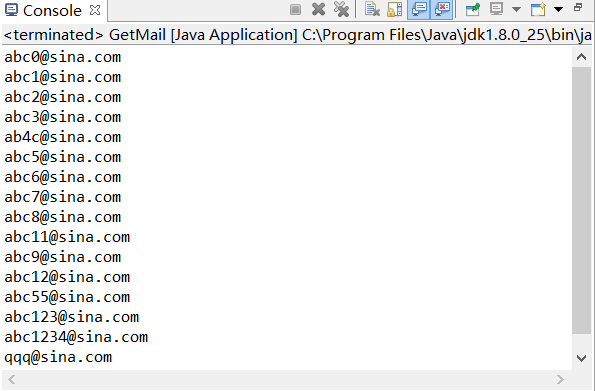 Console
<terminated> GetMail [Java Application] C:\Program Files\Java\jdk1.8.0_25\bin\ja
abc0@sina.com
abc1@sina.com
abc2@sina.com
abc3@sina.com
ab4c@sina.com
abc5@sina.com
abc6@sina.com
abc7@sina.com
abc8@sina.com
abc11@sina.com
abc9@sina.com
abc12@sina.com
abc55@sina.com
abc123@sina.com
abc1234@sina.com
qqq@sina.com